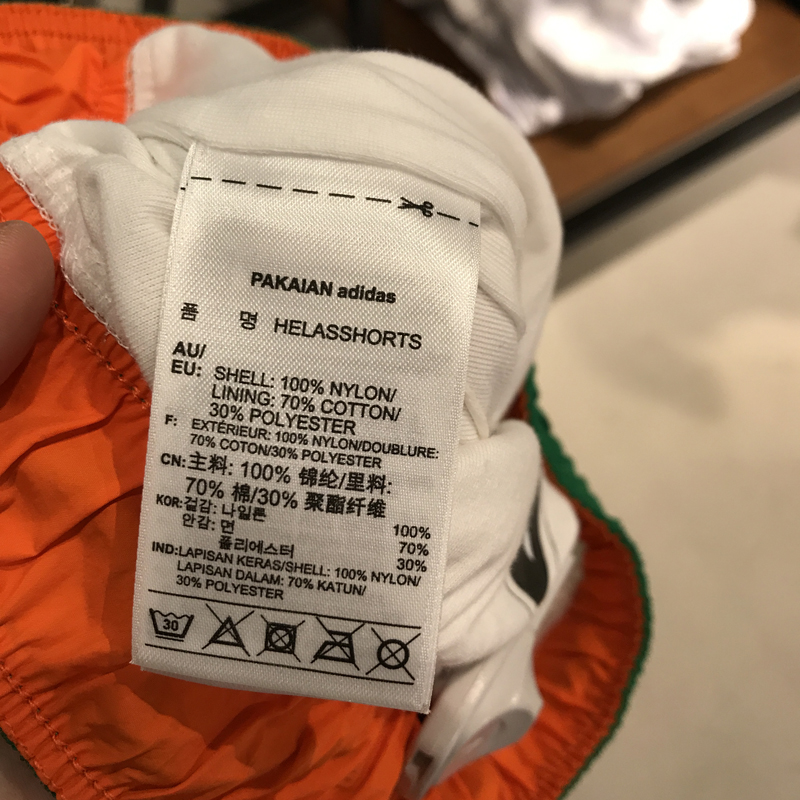 PAKAIAN adidas
품 명 HELASSHORTS
AU/
EU: SHELL: 100% NYLON/
LINING: 70% COTTON/
30% POLYESTER
F: EXTÉRIEUR: 100% NYLON/DOUBLURE:
70% COTON/30% POLYESTER
CN:主料: 100% 锦纶/里料:
70% 棉/30% 聚酯纤维
KOR:겉감: 나일론 100%
안감: 면 70%
폴리에스터 30%
IND:LAPISAN KERAS/SHELL: 100% NYLON/
LAPISAN DALAM: 70% KATUN/
30% POLYESTER
30